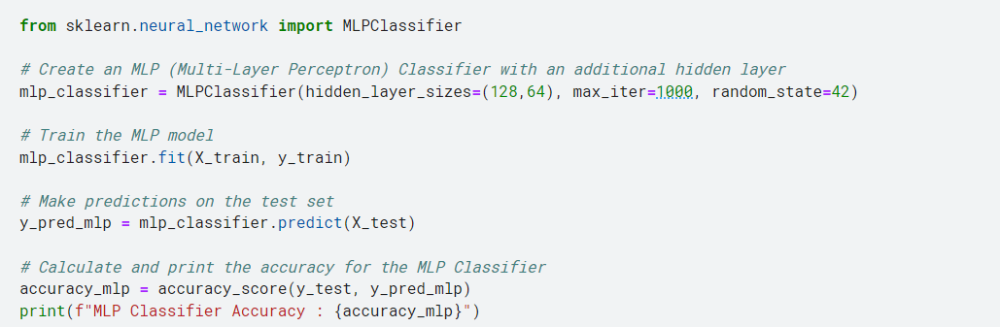 from sklearn.neural_network import MLPClassifier
# Create an MLP (Multi-Layer Perceptron) Classifier with an additional hidden layer
mlp_classifier = MLPClassifier(hidden_layer_sizes=(128,64), max_iter=1000, random_state=42)
# Train the MLP model
mlp_classifier.fit(X_train, y_train)
# Make predictions on the test set
y_pred_mlp = mlp_classifier.predict(X_test)
# Calculate and print the accuracy for the MLP Classifier
accuracy_mlp = accuracy_score(y_test, y_pred_mlp)
print(f"MLP Classifier Accuracy : {accuracy_mlp}")